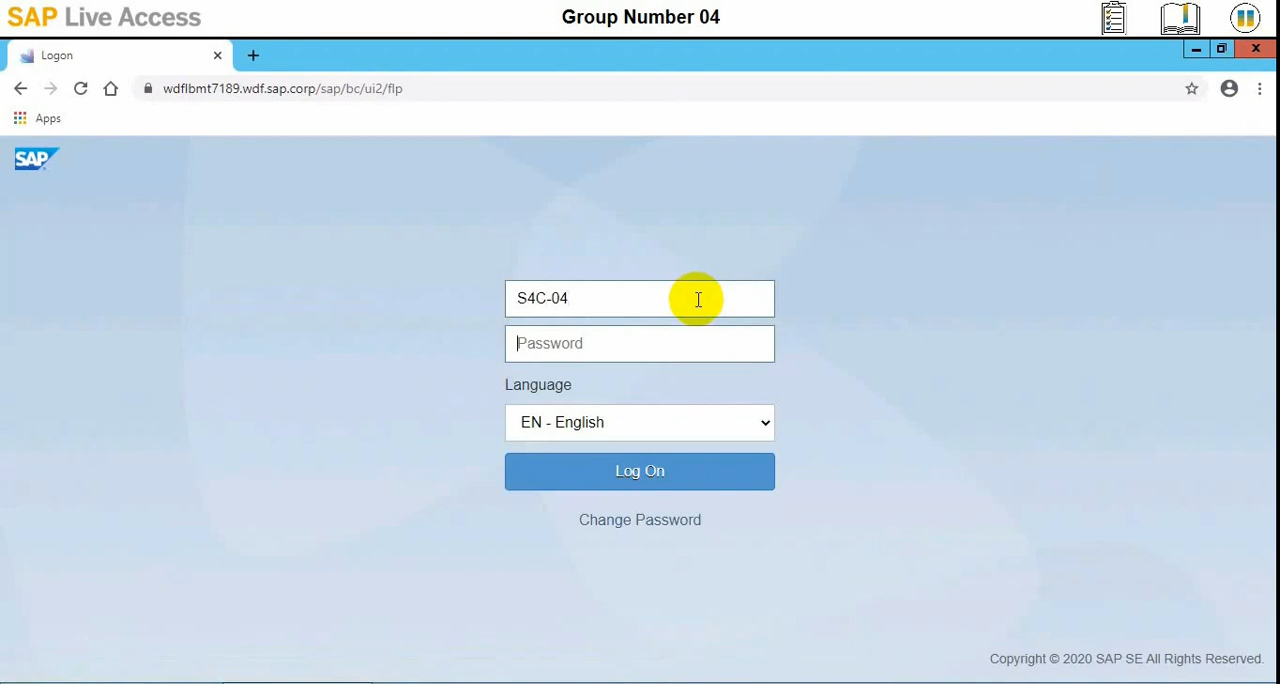 SAP Live Access
Group Number 04
Logon
wdflbmt7189.wdf.sap.corp/sap/bc/ui2/flp
Apps
SAP
S4C-04
Password
Language
EN - English
Log On
Change Password
Copyright © 2020 SAP SE All Rights Reserved.